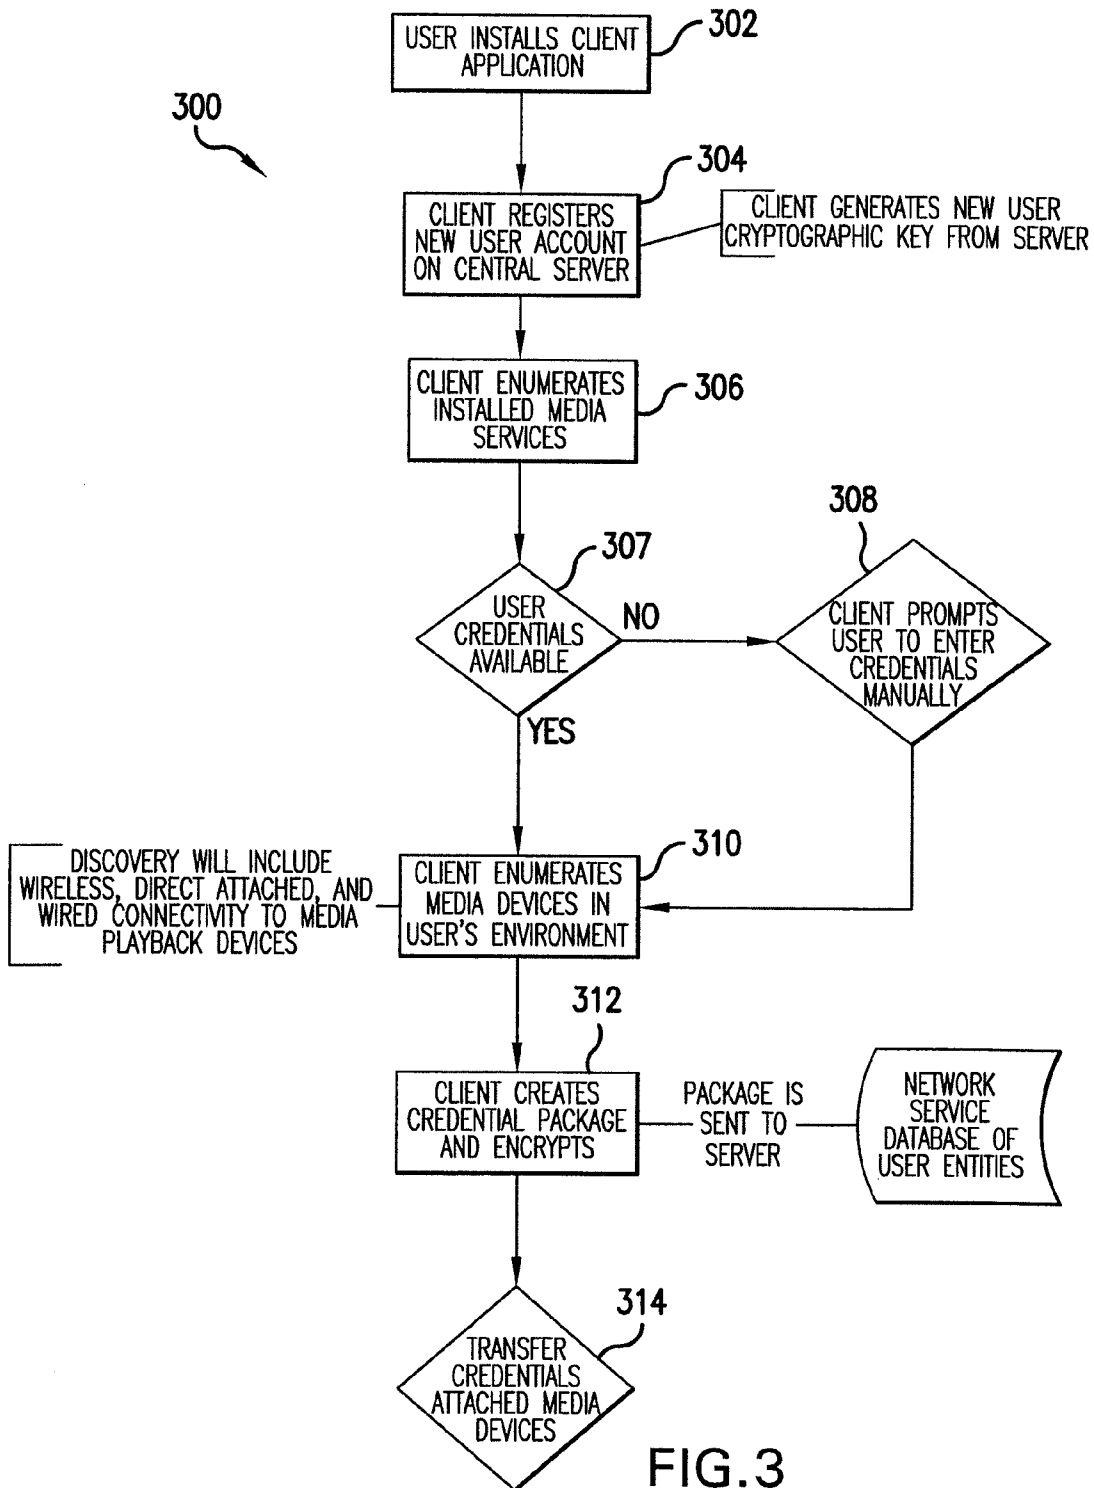 302
USER INSTALLS CLIENT
APPLICATION
300
304
CLIENT REGISTERS
NEW USER ACCOUNT
ON CENTRAL SERVER
CLIENT GENERATES NEW USER
CRYPTOGRAPHIC KEY FROM SERVER
306
CLIENT ENUMERATES
INSTALLED MEDIA
SERVICES
307
USER
CREDENTIALS
AVAILABLE
NO
308
CLIENT PROMPTS
USER TO ENTER
CREDENTIALS
MANUALLY
YES
310
CLIENT ENUMERATES
MEDIA DEVICES IN
USER'S ENVIRONMENT
DISCOVERY WILL INCLUDE
WIRELESS, DIRECT ATTACHED, AND
WIRED CONNECTIVITY TO MEDIA
PLAYBACK DEVICES
312
CLIENT CREATES
CREDENTIAL PACKAGE
AND ENCRYPTS
PACKAGE IS
SENT TO
SERVER
NETWORK
SERVICE
DATABASE OF
USER ENTITIES
314
TRANSFER
CREDENTIALS
ATTACHED MEDIA
DEVICES
FIG.3